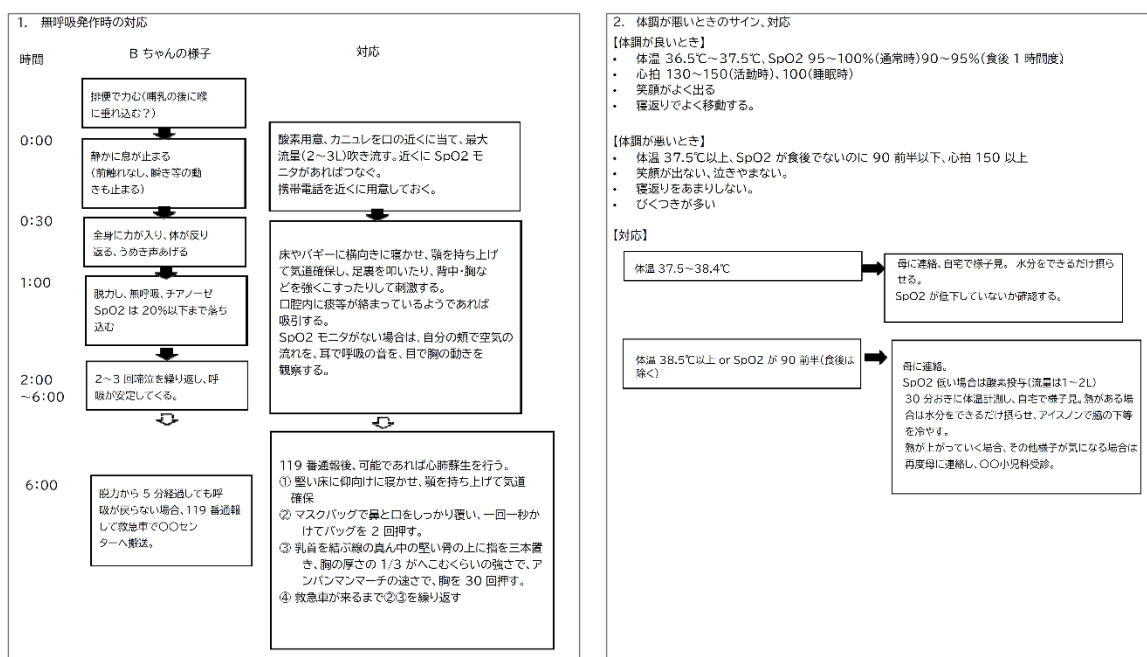 1. 無呼吸発作時の対応
時間
B ちゃんの様子
対応
排便で力む(哺乳の後に喉
に垂れ込む?)
0:00
静かに息が止まる
(前触れなし、瞬き等の動
きも止まる)
酸素用意、カニュレを口の近くに当て、最大
流量(2~3L)吹き流す。近くに SpO2 モ
ニタがあればつなぐ。
携帯電話を近くに用意しておく。
0:30
全身に力が入り、体が反り
返る、うめき声あげる
1:00
脱力し、無呼吸、チアノーゼ
SpO2 は 20%以下まで落ち
込む
床やバギーに横向きに寝かせ、顎を持ち上げ
て気道確保し、足裏を叩いたり、背中・胸な
どを強くこすったりして刺激する。
口腔内に痰等が絡まっているようであれば
吸引する。
SpO2 モニタがない場合は、自分の頬で空気の
流れを、耳で呼吸の音を、目で胸の動きを
観察する。
2:00
~6:00
2~3 回啼泣を繰り返し、呼
吸が安定してくる。
6:00
脱力から 5 分経過しても呼
吸が戻らない場合、119 番通報
して救急車で〇〇セン
ターへ搬送。
119 番通報後、可能であれば心肺蘇生を行う。
① 堅い床に仰向けに寝かせ、顎を持ち上げて気道
確保
② マスクバッグで鼻と口をしっかり覆い、一回一秒か
けてバッグを 2 回押す。
③ 乳首を結ぶ線の真ん中の堅い骨の上に指を三本置
き、胸の厚さの 1/3 がへこむくらいの強さで、ア
ンパンマンマーチの速さで、胸を 30 回押す。
④ 救急車が来るまで②③を繰り返す
2. 体調が悪いときのサイン、対応
【体調が良いとき】
• 体温 36.5℃~37.5℃、SpO2 95~100%(通常時)90~95%(食後 1 時間度)
• 心拍 130~150(活動時)、100(睡眠時)
• 笑顔がよく出る
• 寝返りでよく移動する。
【体調が悪いとき】
• 体温 37.5℃以上、SpO2 が食後でないのに 90 前半以下、心拍 150 以上
• 笑顔が出ない、泣きやまない。
• 寝返りをあまりしない。
• びくつきが多い
【対応】
体温 37.5~38.4℃
母に連絡、自宅で様子見。 水分をできるだけ摂ら
せる。
SpO2 が低下していないか確認する。
体温 38.5℃以上 or SpO2 が 90 前半(食後は
除く)
母に連絡。
SpO2 低い場合は酸素投与(流量は1~2L)
30 分おきに体温計測し、自宅で様子見。熱がある場
合は水分をできるだけ摂らせ、アイスノンで脇の下等
を冷やす。
熱が上がっていく場合、その他様子が気になる場合は
再度母に連絡し、〇〇小児科受診。